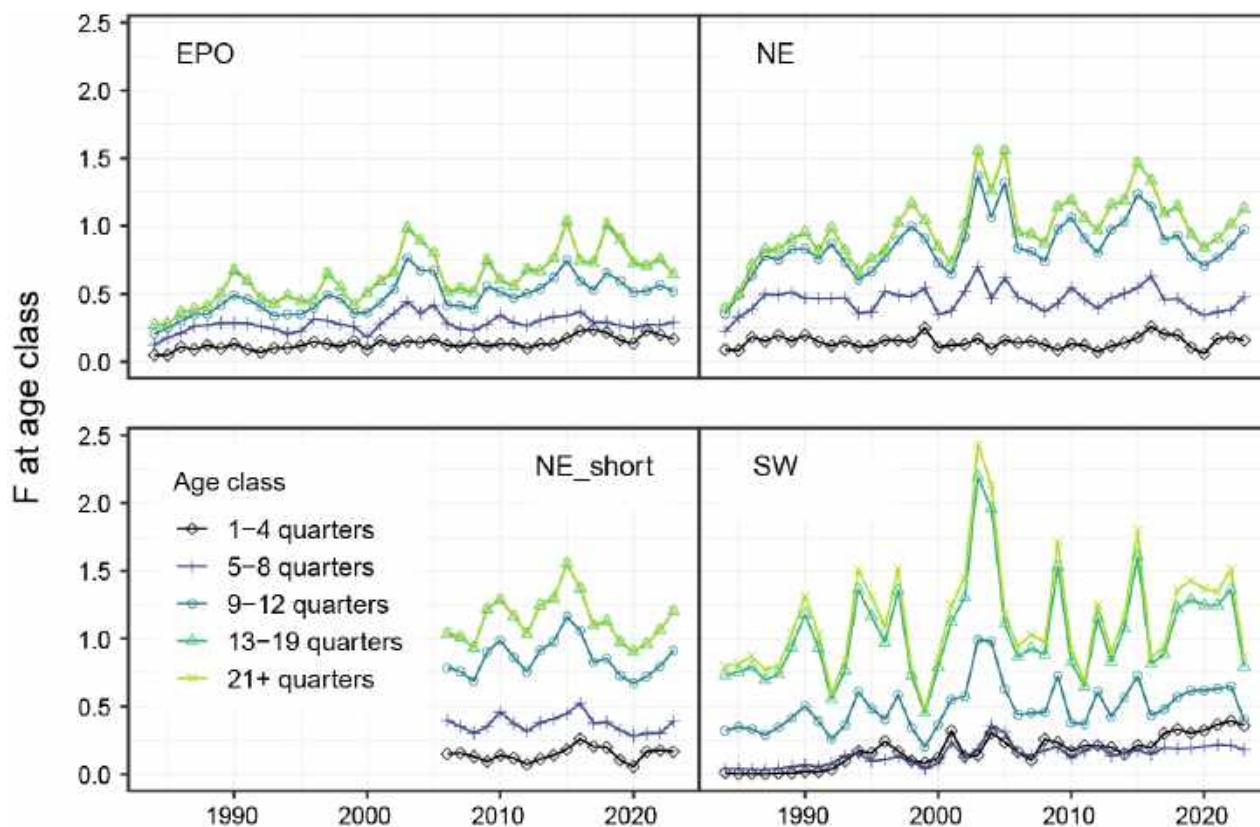 F at age class
EPO
NE
2.5
2.0
1.5
1.0
0.5
0.0
NE_short
SW
2.5
2.0
1.5
1.0
0.5
0.0
Age class
1–4 quarters
5–8 quarters
9–12 quarters
13–19 quarters
21+ quarters
1990 2000 2010 2020 1990 2000 2010 2020